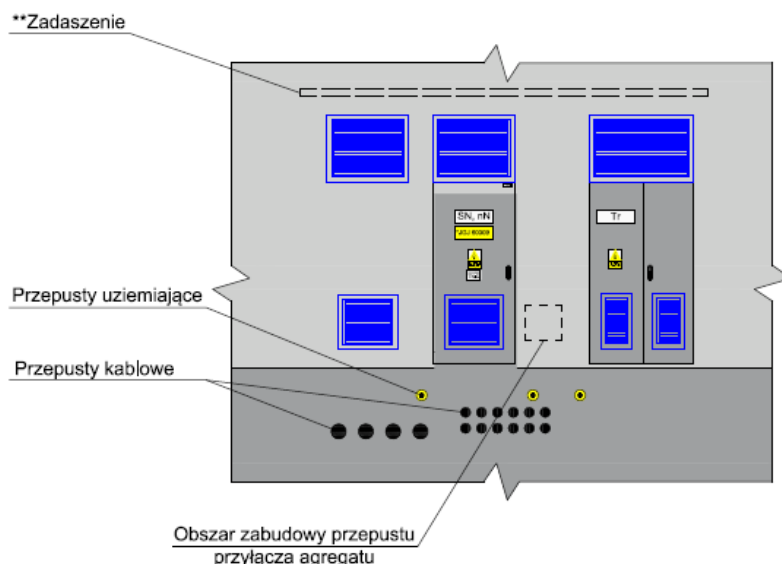 **Zadaszenie
SN, nN
Tr
Przepusty uziemiające
Przepusty kablowe
Obszar zabudowy przepustu
przyłącza agregatu